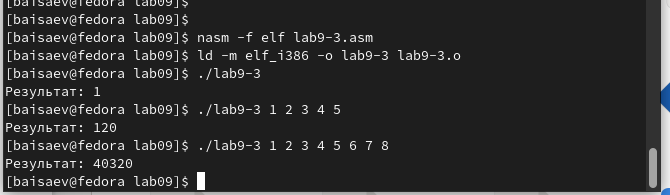 [baisaev@fedora lab09]$
[baisaev@fedora lab09]$
[baisaev@fedora lab09]$ nasm -f elf lab9-3.asm
[baisaev@fedora lab09]$ ld -m elf_i386 -o lab9-3 lab9-3.o
[baisaev@fedora lab09]$ ./lab9-3
Результат: 1
[baisaev@fedora lab09]$ ./lab9-3 1 2 3 4 5
Результат: 120
[baisaev@fedora lab09]$ ./lab9-3 1 2 3 4 5 6 7 8
Результат: 40320
[baisaev@fedora lab09]$